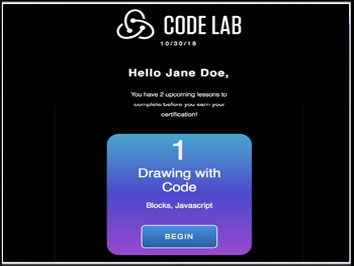 CODE LAB
10/30/18
Hello Jane Doe,
You have 2 upcoming lessons to
complete before you earn your
certification!
1
Drawing with
Code
Blocks, Javascript
BEGIN